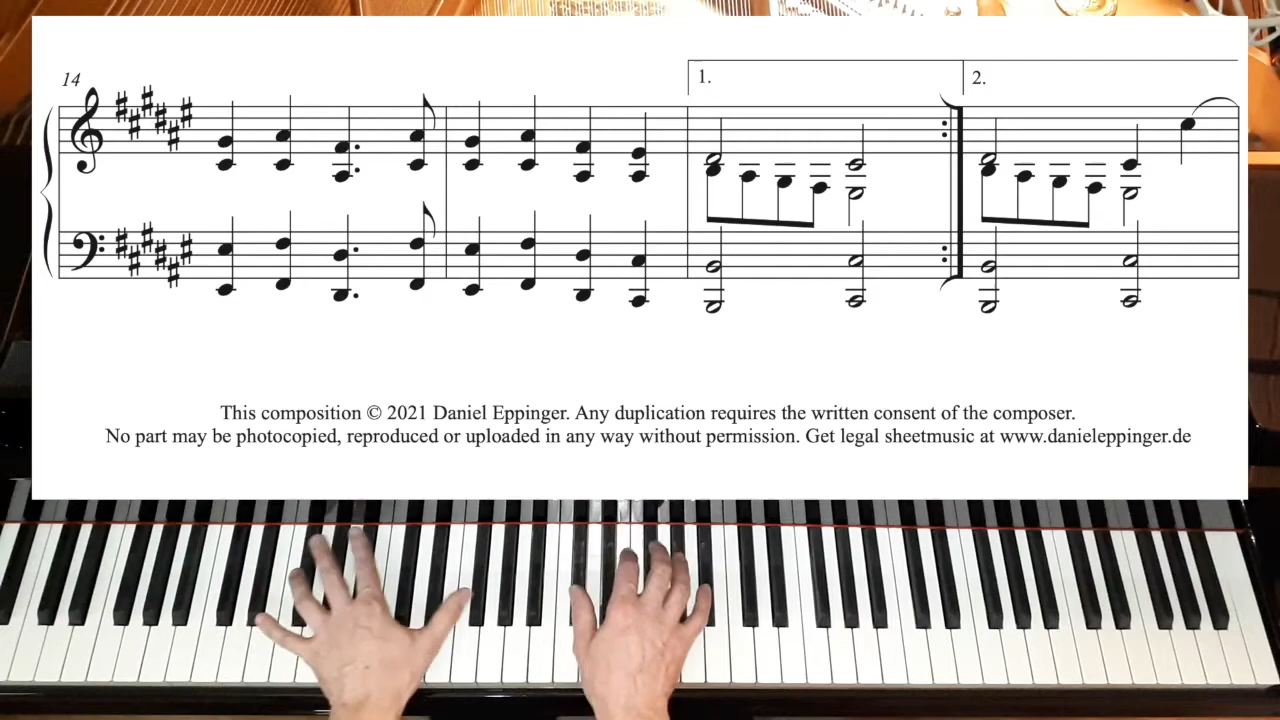 14
1.
2.
This composition © 2021 Daniel Eppinger. Any duplication requires the written consent of the composer.
No part may be photocopied, reproduced or uploaded in any way without permission. Get legal sheetmusic at www.danieleppinger.de